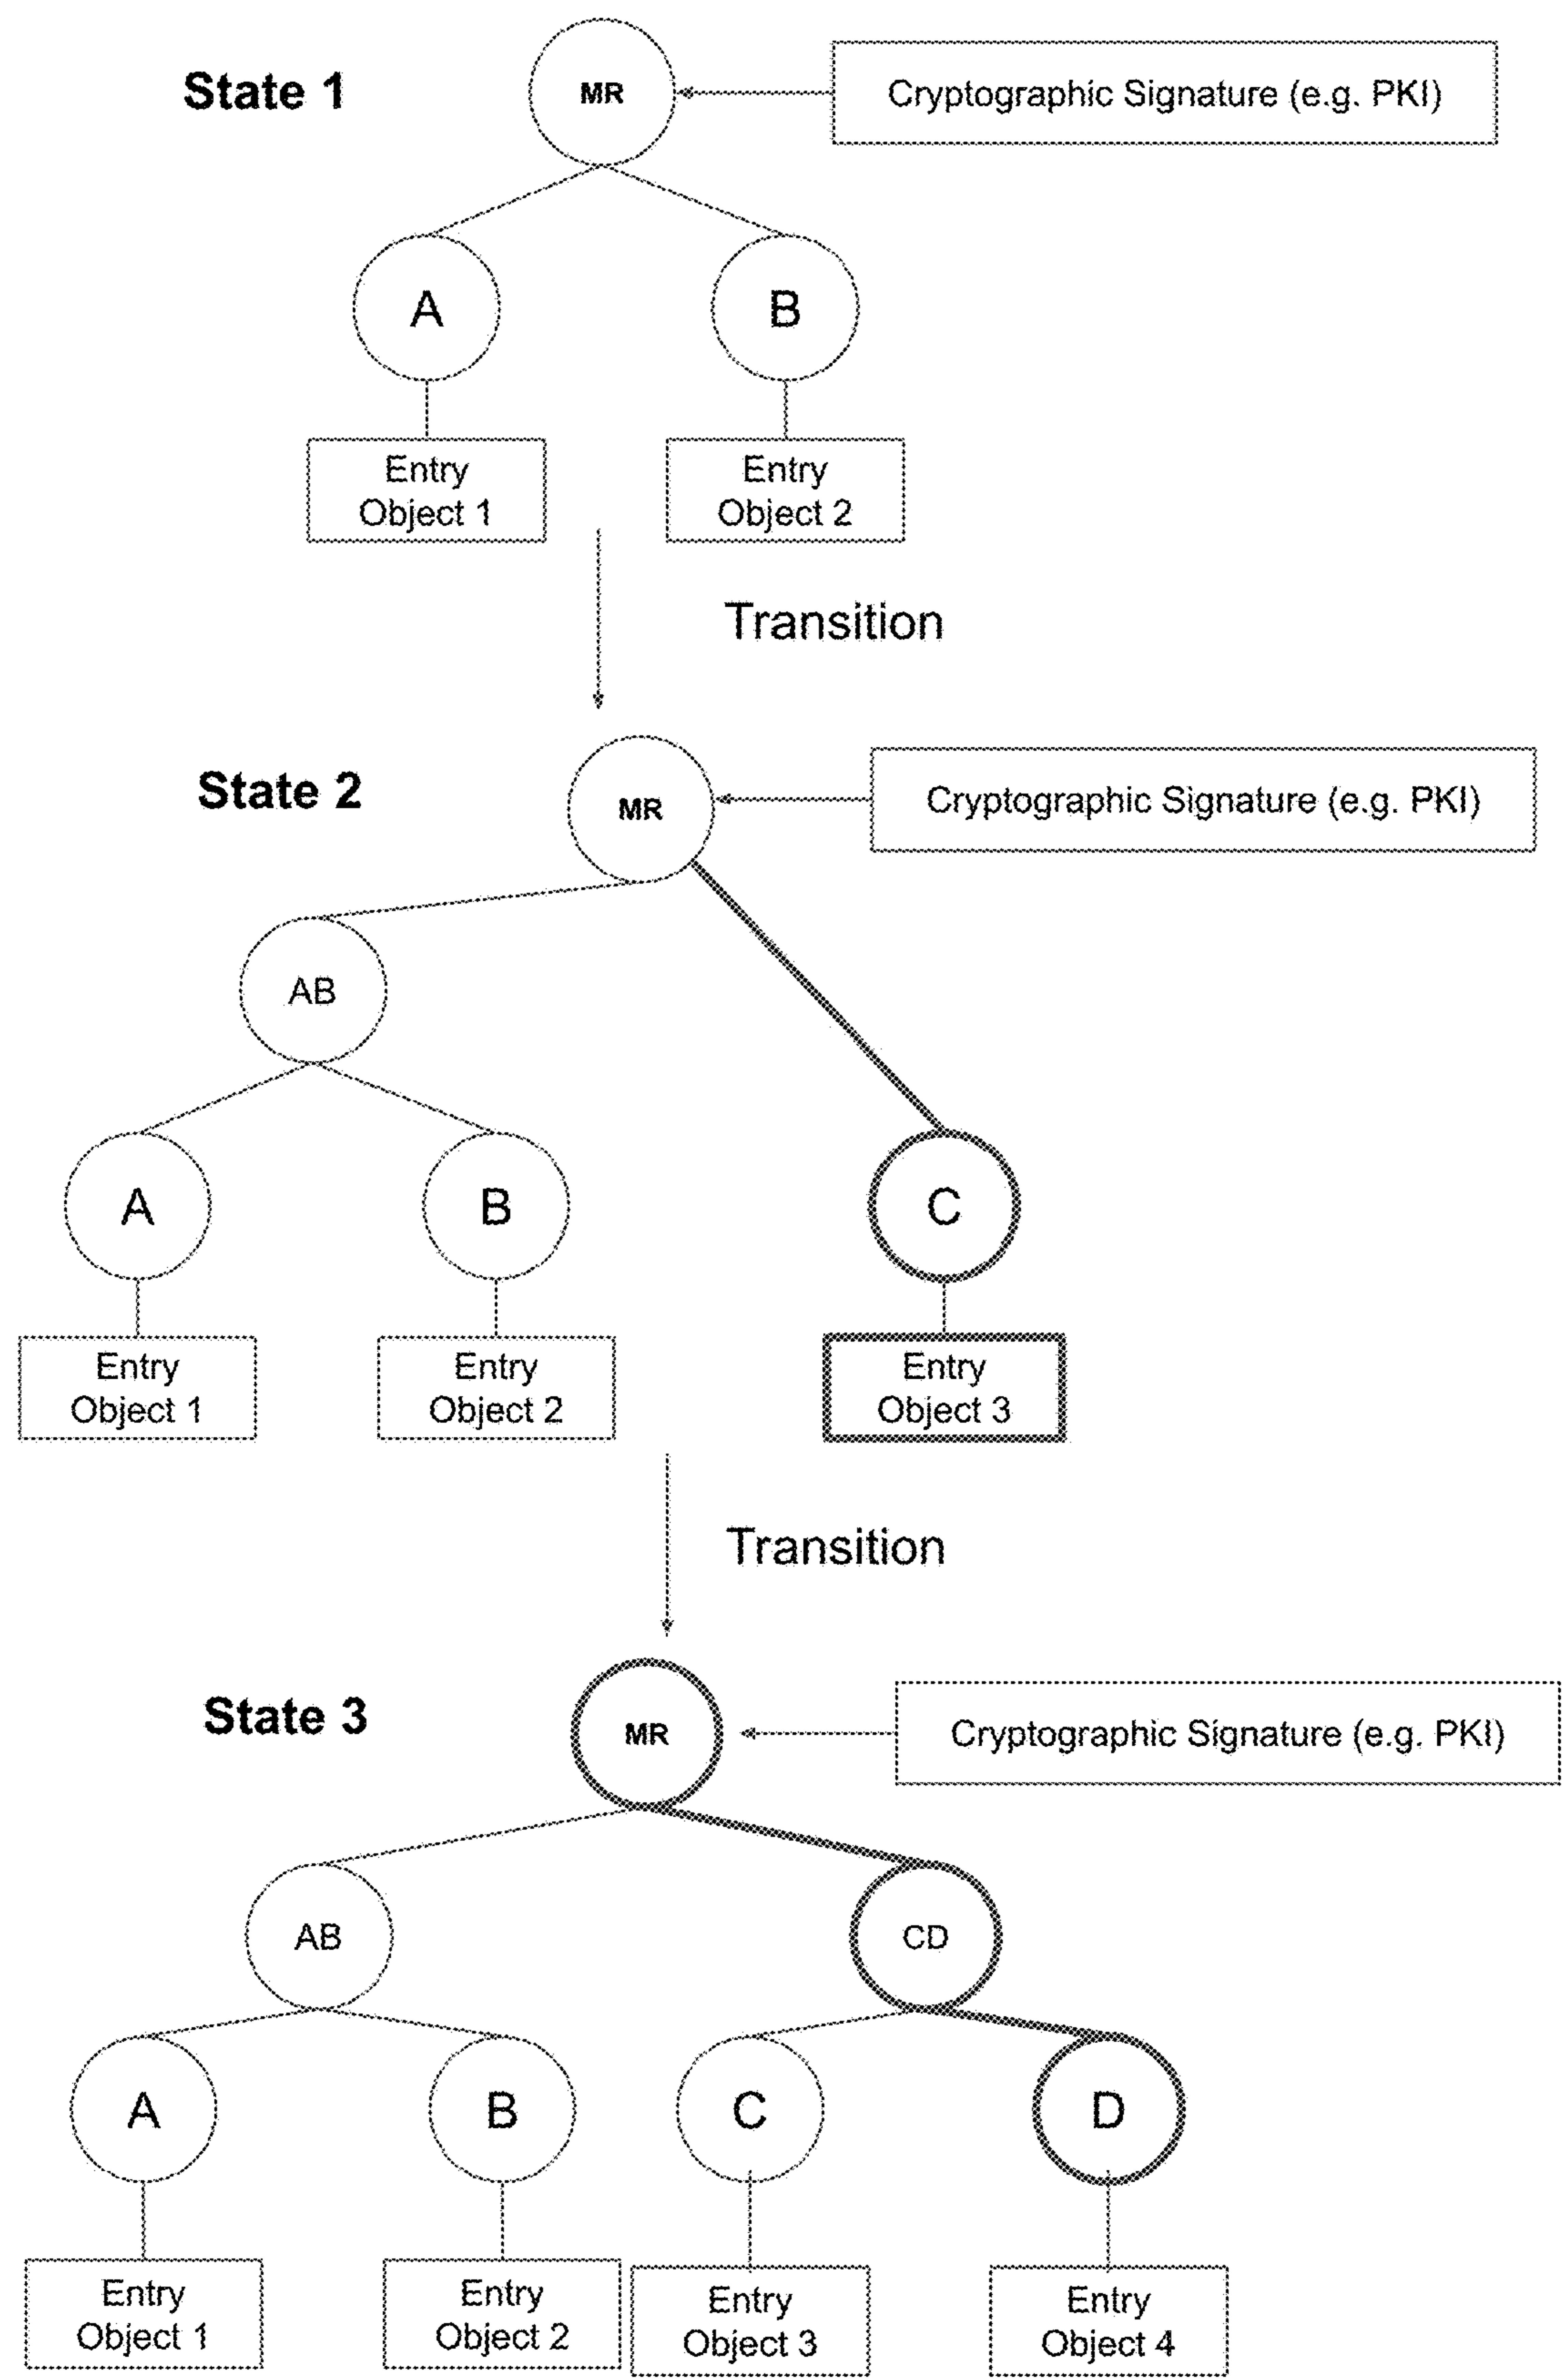 State 1
MR
Cryptographic Signature (e.g. PKI)
A
B
Entry
Object 1
Entry
Object 2
Transition
State 2
MR
Cryptographic Signature (e.g. PKI)
AB
A
B
C
Entry
Object 1
Entry
Object 2
Entry
Object 3
Transition
State 3
MR
Cryptographic Signature (e.g. PKI)
AB
CD
A
B
C
D
Entry
Object 1
Entry
Object 2
Entry
Object 3
Entry
Object 4